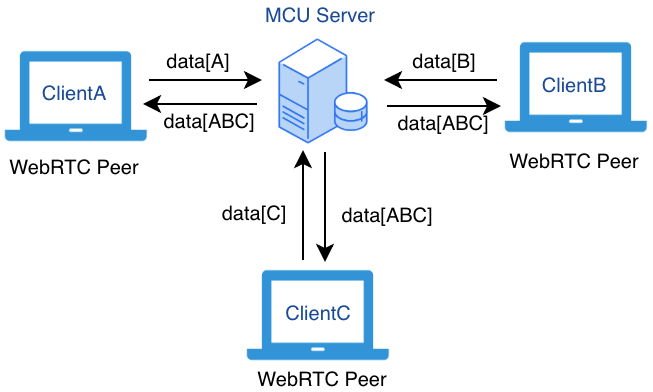 MCU Server
data[A]
data[B]
ClientA
ClientB
data[ABC]
data[ABC]
WebRTC Peer
WebRTC Peer
data[C]
data[ABC]
ClientC
WebRTC Peer